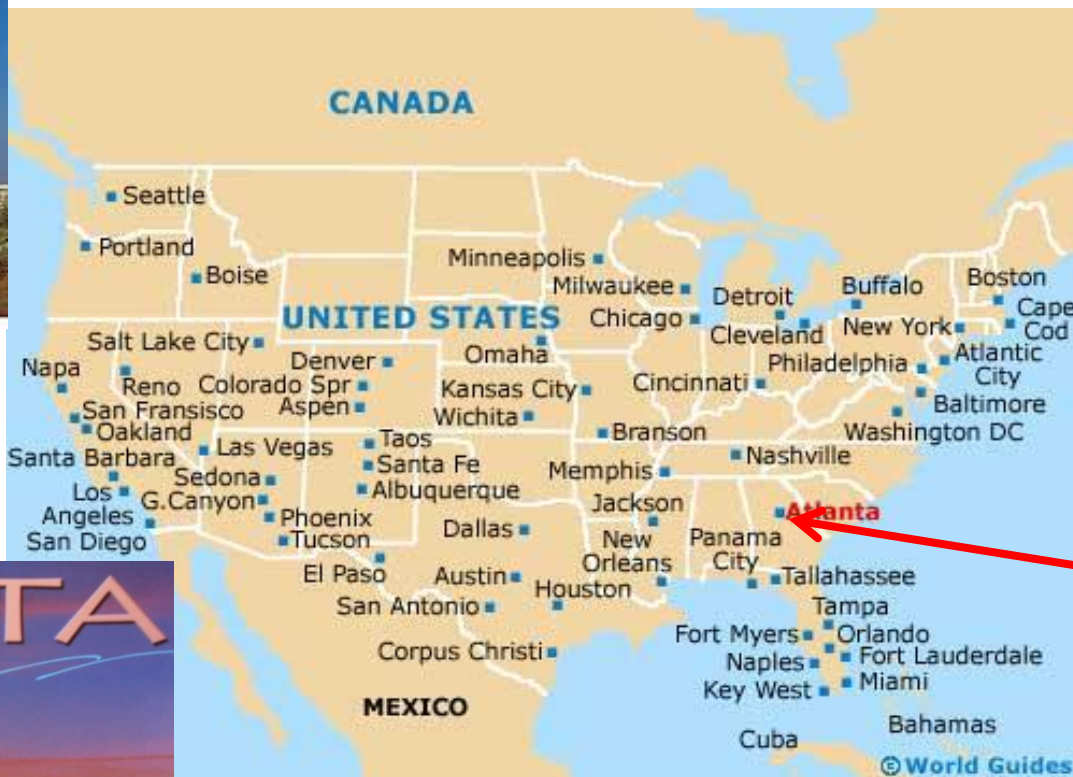 CANADA
Seattle
Portland
Boise
Minneapolis
Milwaukee
Detroit
Buffalo
Boston
UNITED STATES
Chicago
Cleveland
New York
Cape
Cod
Salt Lake City
Denver
Omaha
Philadelphia
Atlantic
City
Napa
Reno
Colorado Spr
Kansas City
Cincinnati
Baltimore
San Fransisco
Aspen
Wichita
Washington DC
Oakland
Las Vegas
Taos
Branson
Nashville
Santa Barbara
Sedona
Santa Fe
Memphis
Los
Angeles
G.Canyon
Albuquerque
Jackson
Atlanta
San Diego
Phoenix
Dallas
New
Orleans
Panama
City
Tucson
El Paso
Austin
Houston
Tallahassee
San Antonio
Tampa
Fort Myers
Orlando
Corpus Christi
Naples
Fort Lauderdale
Key West
Miami
MEXICO
Bahamas
Cuba
©World Guides
TA